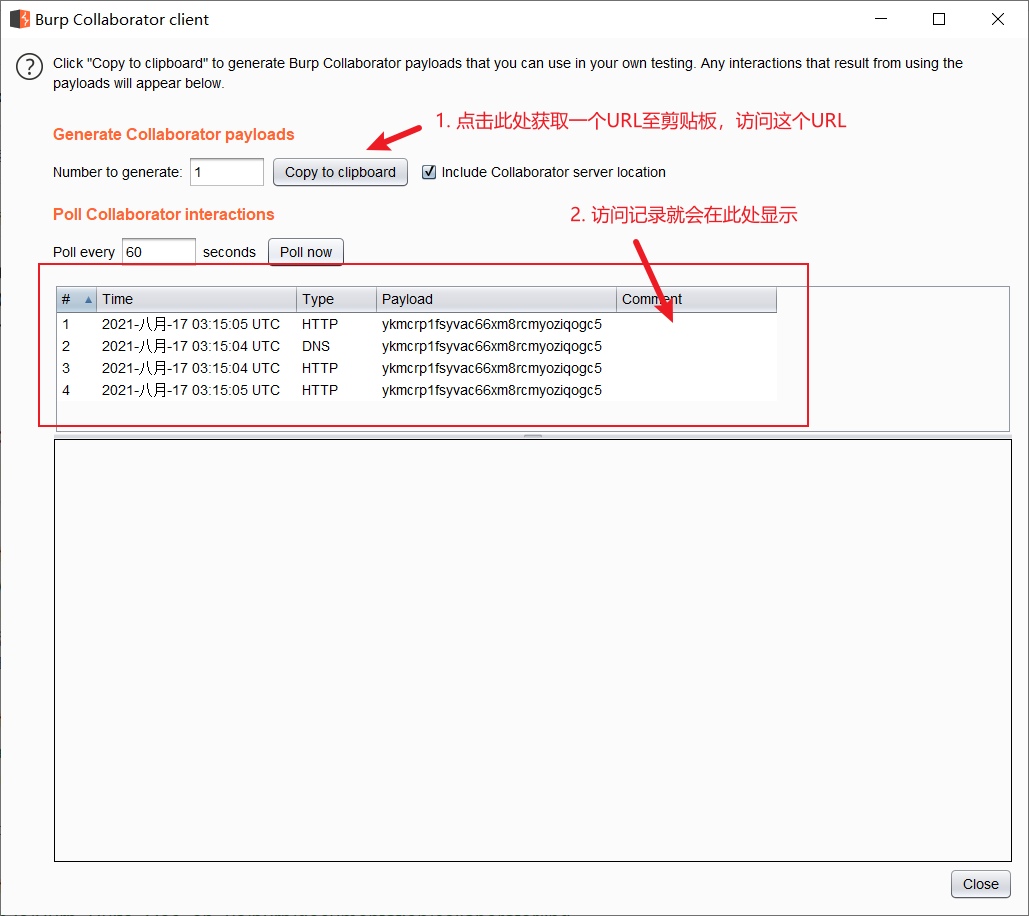 Burp Collaborator client
Click "Copy to clipboard" to generate Burp Collaborator payloads that you can use in your own testing. Any interactions that result from using the
payloads will appear below.
1. 点击此处获取一个URL至剪贴板，访问这个URL
Generate Collaborator payloads
Number to generate: 1 Copy to clipboard Include Collaborator server location
Poll Collaborator interactions
2. 访问记录就会在此处显示
Poll every 60 seconds Poll now
# Time Type Payload Comment
1 2021-八月-17 03:15:05 UTC HTTP ykmcrp1fsyvac66xm8rcmyoziqogc5
2 2021-八月-17 03:15:04 UTC DNS ykmcrp1fsyvac66xm8rcmyoziqogc5
3 2021-八月-17 03:15:04 UTC HTTP ykmcrp1fsyvac66xm8rcmyoziqogc5
4 2021-八月-17 03:15:05 UTC HTTP ykmcrp1fsyvac66xm8rcmyoziqogc5
Close